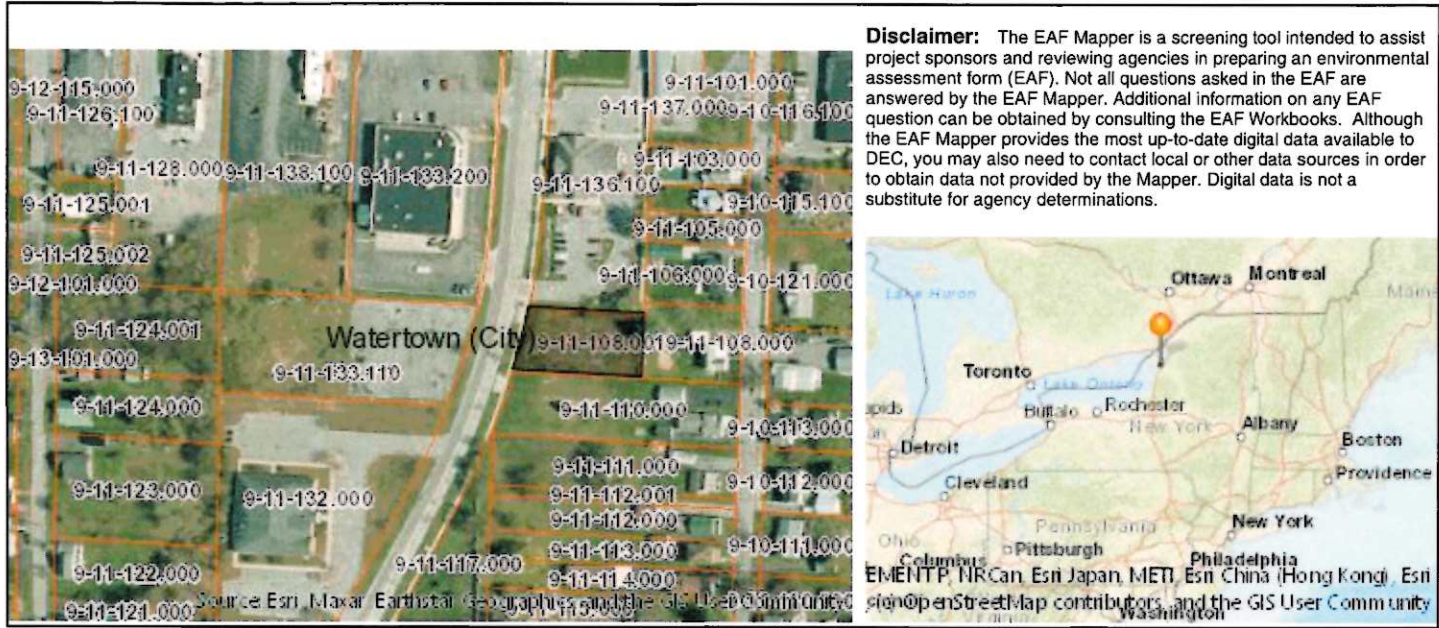 Disclaimer: The EAF Mapper is a screening tool intended to assist
project sponsors and reviewing agencies in preparing an environmental
assessment form (EAF). Not all questions asked in the EAF are
answered by the EAF Mapper. Additional information on any EAF
question can be obtained by consulting the EAF Workbooks. Although
the EAF Mapper provides the most up-to-date digital data available to
DEC, you may also need to contact local or other data sources in order
to obtain data not provided by the Mapper. Digital data is not a
substitute for agency determinations.
9-12-115.000
9-11-126.100
9-11-101.000
9-11-137.000 9-10-116.100
9-11-128.000 9-11-138.100 9-11-133.200
9-11-103.000
9-11-136.100
9-11-125.001
9-10-115.100
9-11-105.000
9-11-125.002
9-11-106.000 9-10-121.000
9-12-101.000
9-11-124.001
Watertown (City)
9-11-108.001 9-11-108.000
9-13-101.000
9-11-133.110
9-11-124.000
9-11-110.000
9-10-113.000
9-11-111.000
9-10-112.000
9-11-123.000
9-11-132.000
9-11-112.001
9-11-112.000
9-11-113.000
9-10-111.000
9-11-122.000
9-11-117.000
9-11-114.000
9-11-121.000
Source: Esri, Maxar, Earthstar Geographics, and the GIS User Community
Ottawa
Montreal
Lake Huron
Toronto
Lake Ontario
Rochester
Buffalo
New York
Albany
Detroit
Boston
Providence
Cleveland
New York
Pennsylvania
Ohio
Pittsburgh
Philadelphia
Columbus
EMENT P, NRCan, Esri Japan, METI, Esri China (Hong Kong), Esri
OpenStreetMap contributors, and the GIS User Community
Washington